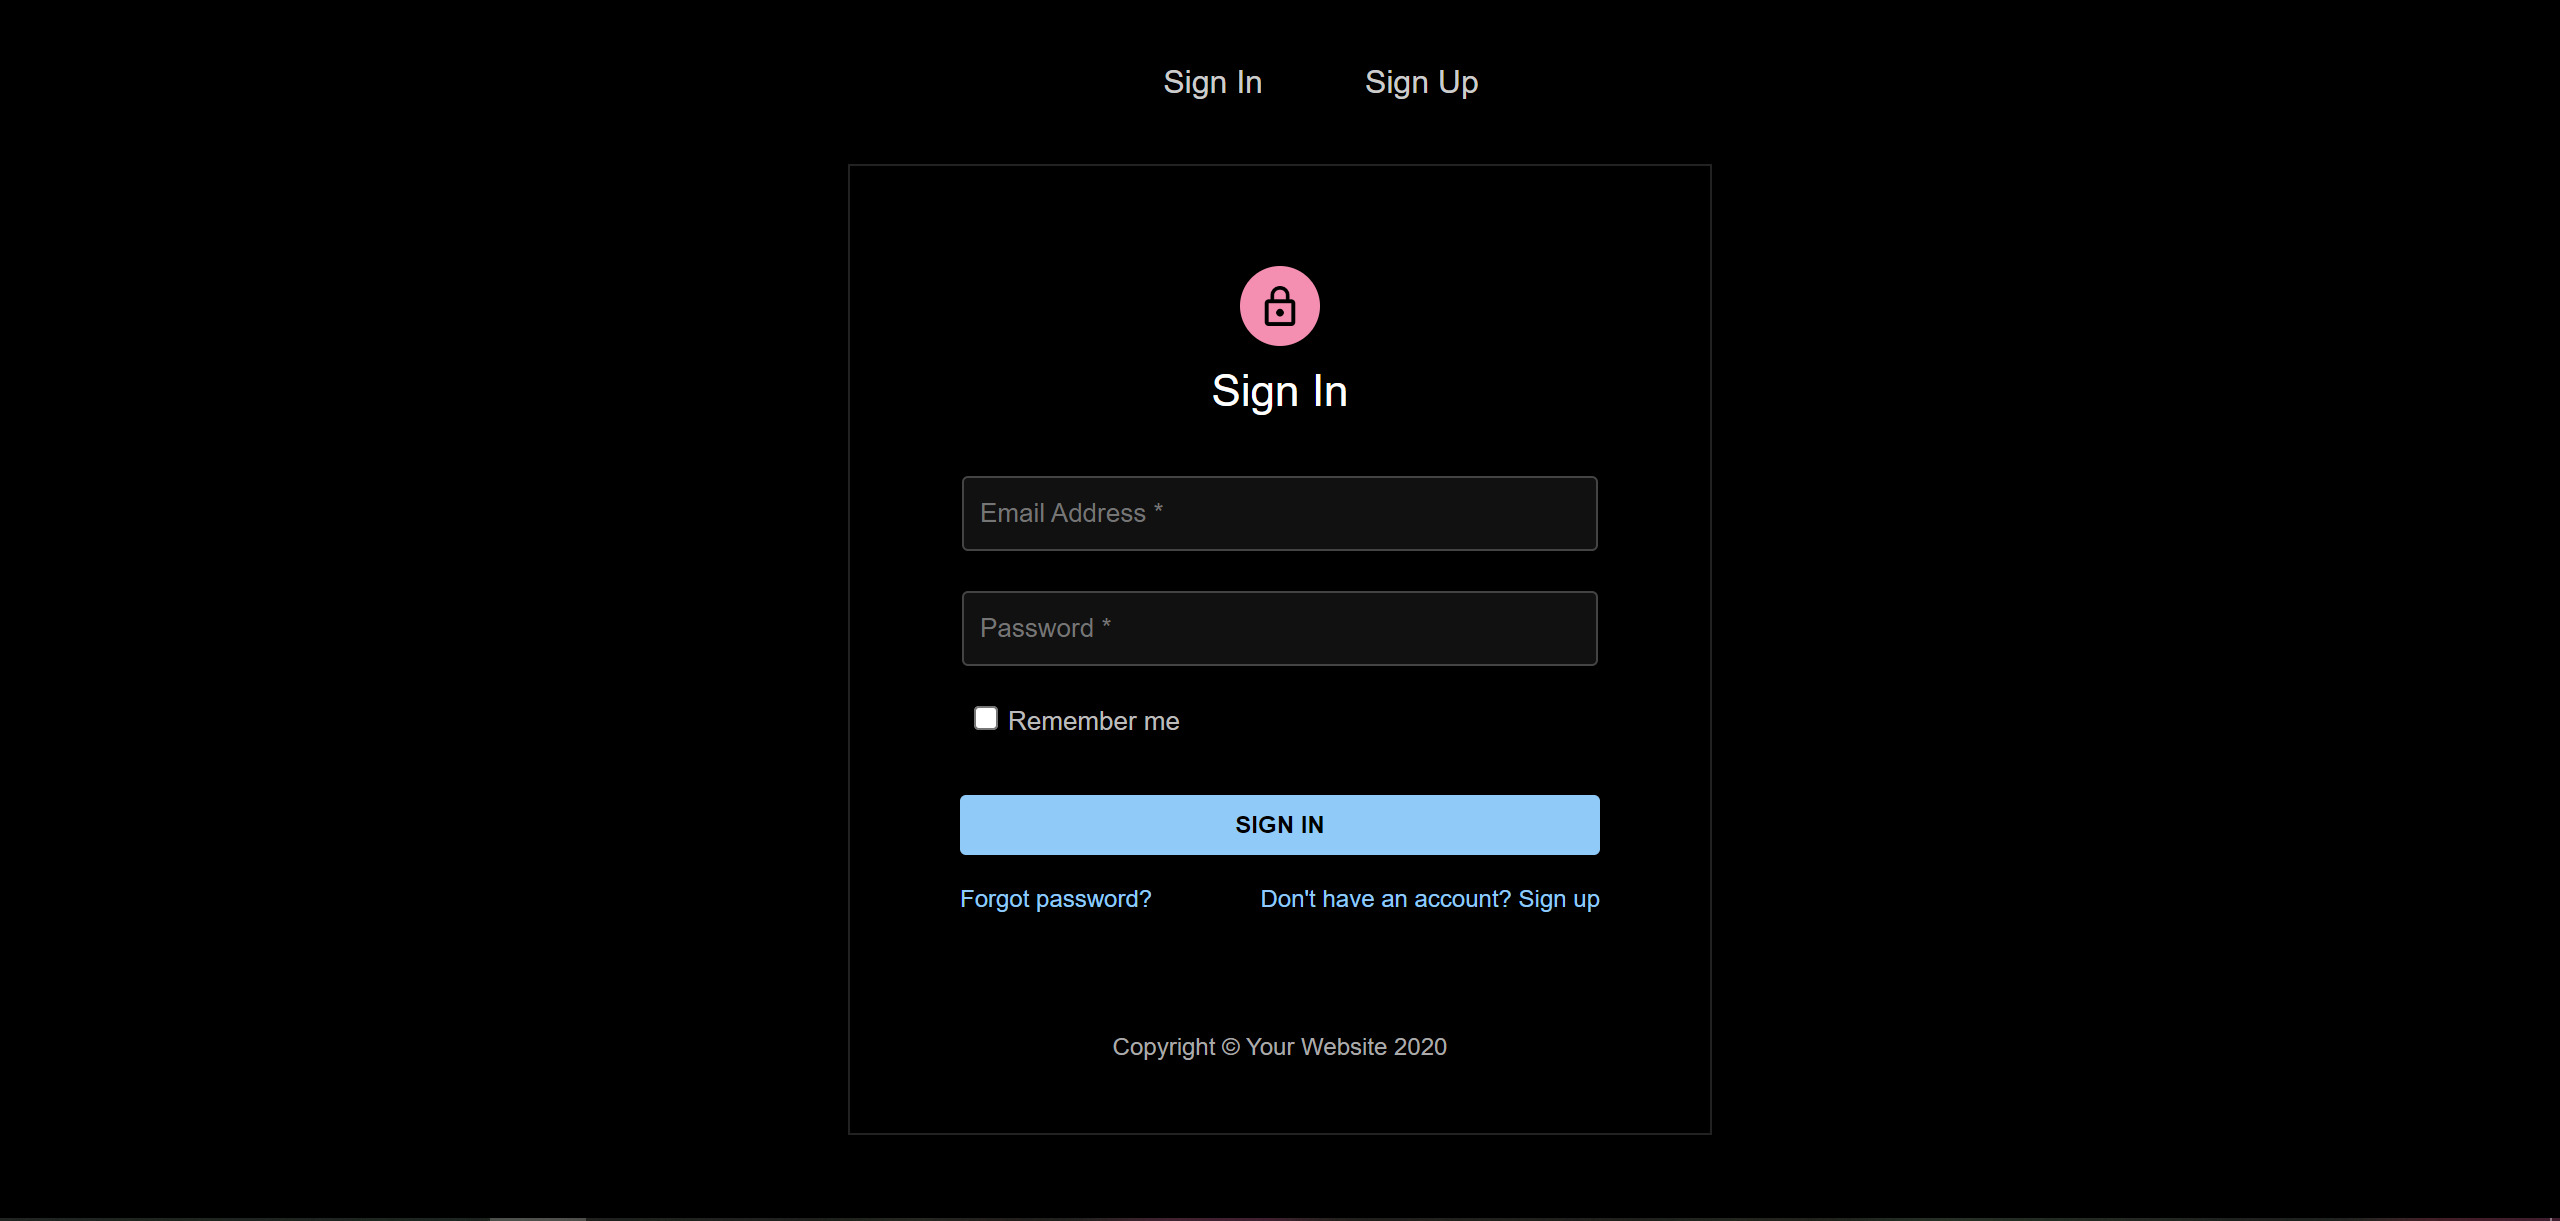 Sign In Sign Up
Sign In
Email Address *
Password *
Remember me
SIGN IN
Forgot password? Don't have an account? Sign up
Copyright © Your Website 2020